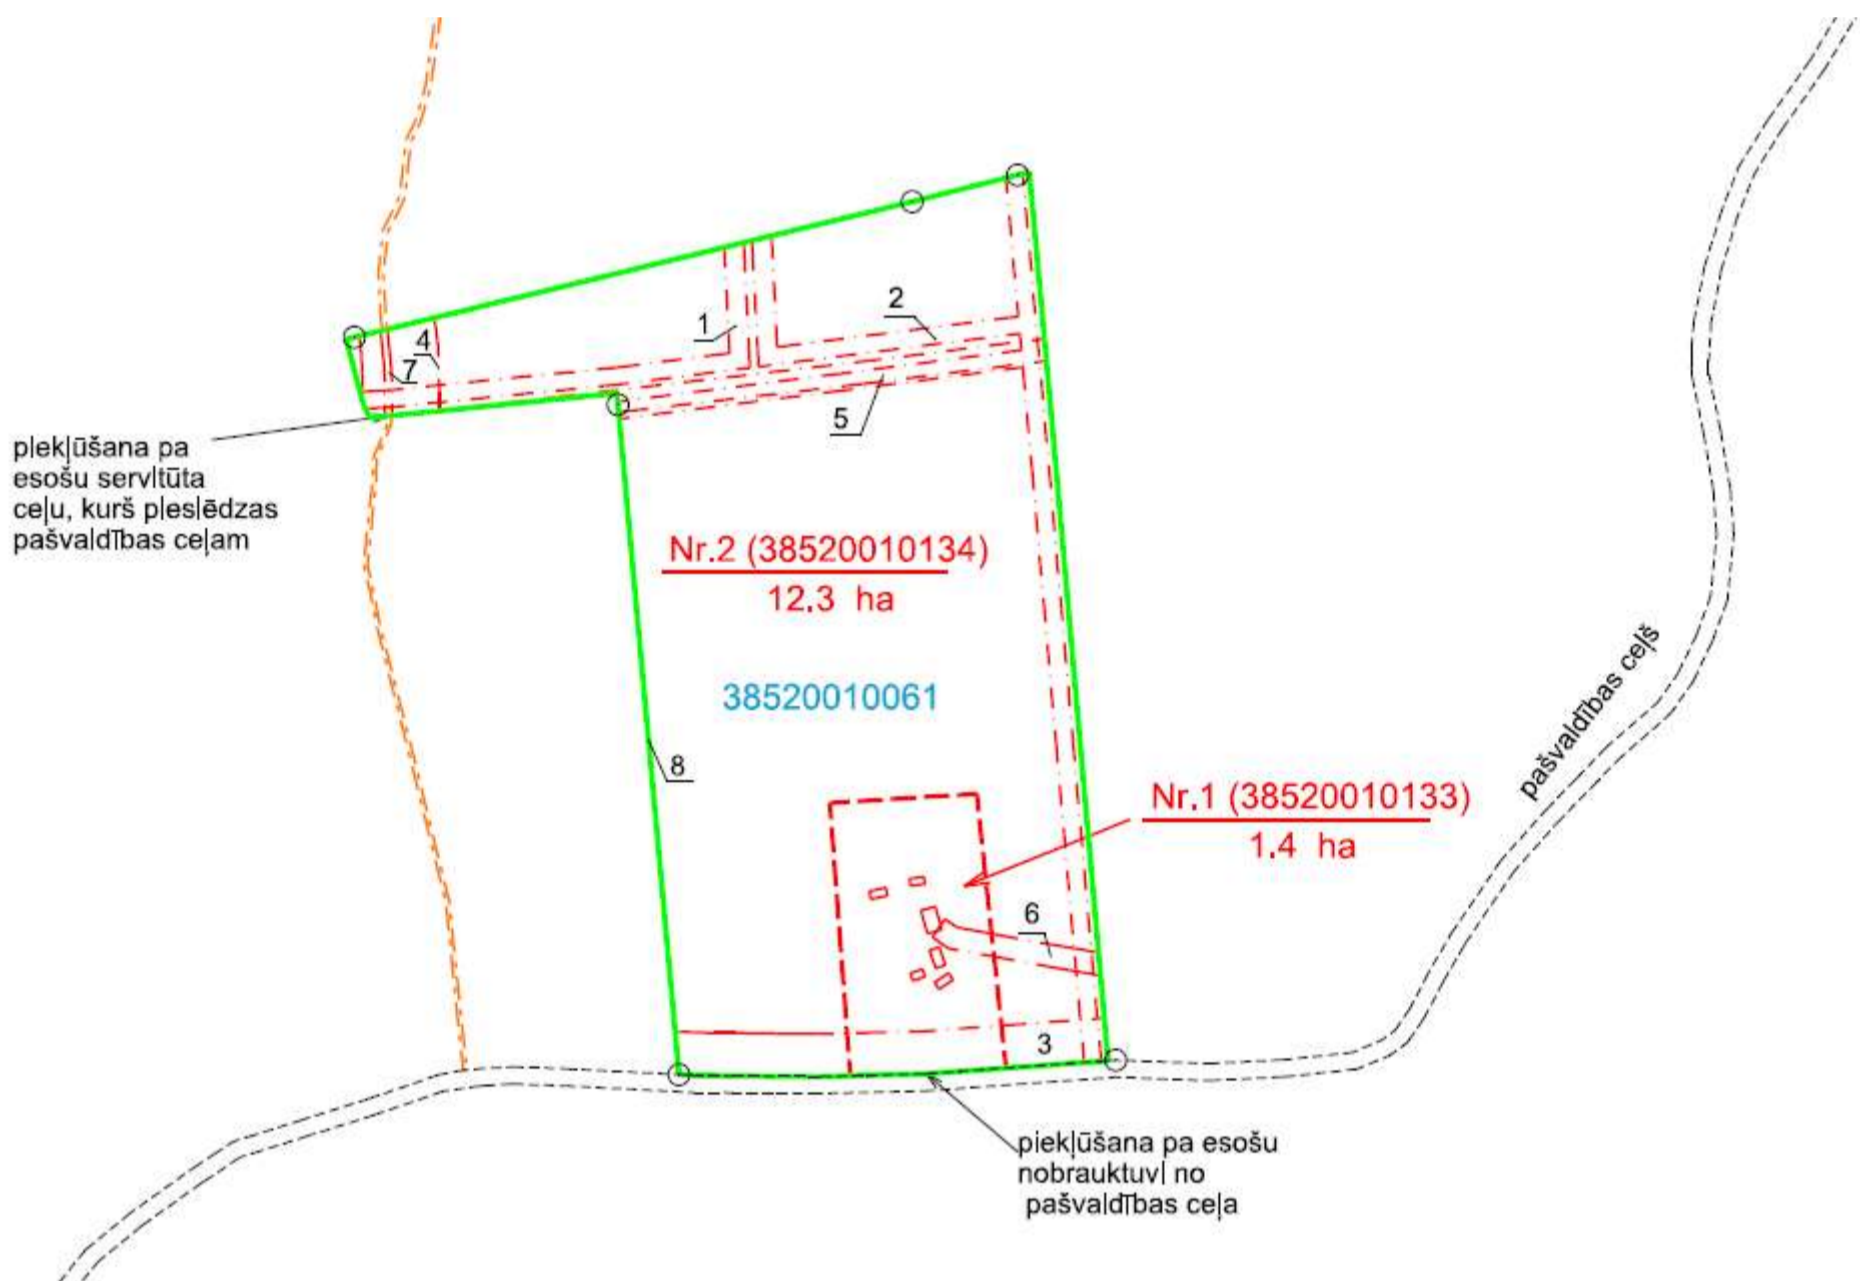 1
2
4
7
5
piekļūšana pa
esošu servitūta
ceļu, kurš pieslēdzas
pašvaldības ceļam
Nr.2 (38520010134)
12.3 ha
38520010061
pašvaldības ceļš
8
Nr.1 (38520010133)
1.4 ha
6
3
piekļūšana pa esošu
nobrauktuvi no
pašvaldības ceļa